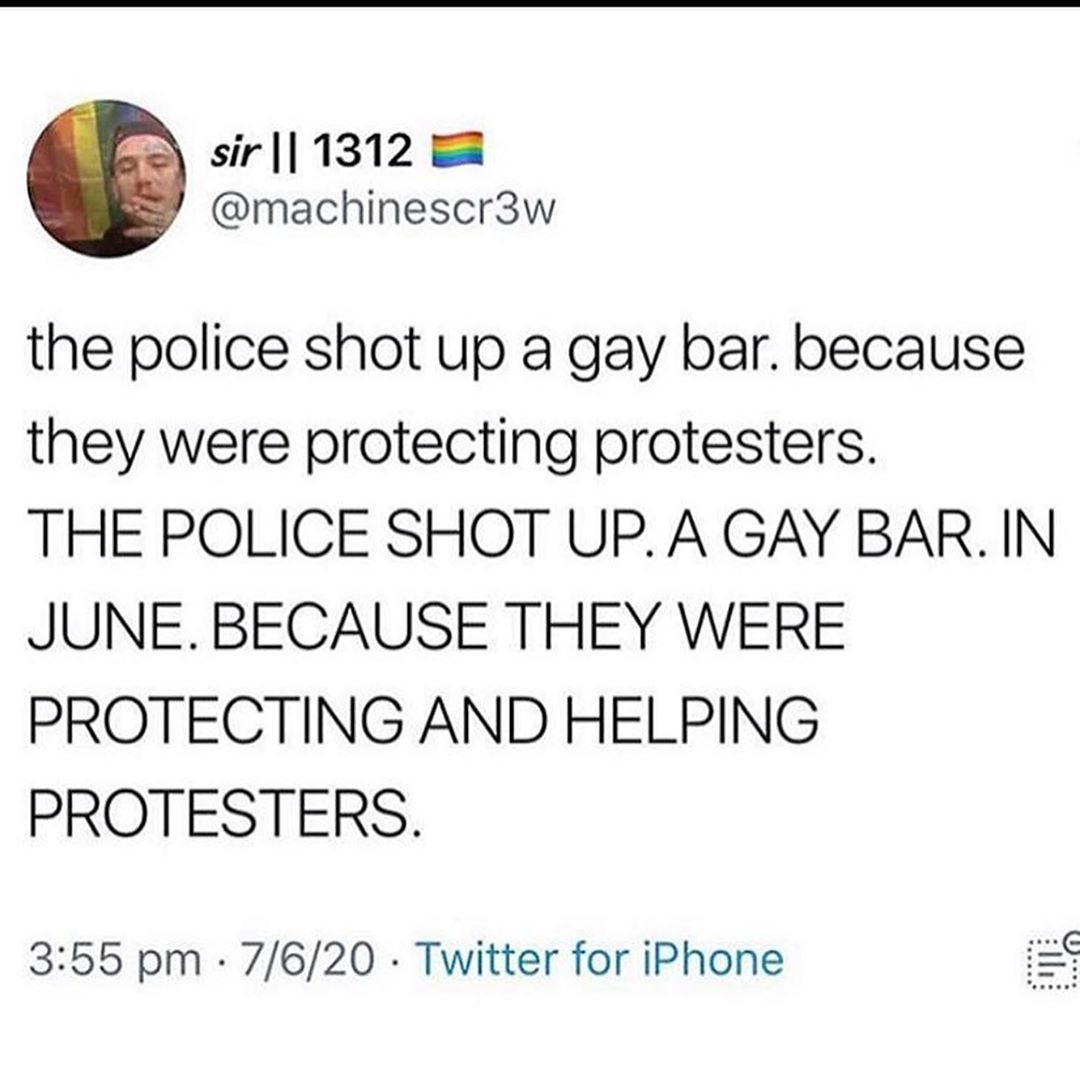 sir || 1312 🏳️‍🌈
@machinescr3w
the police shot up a gay bar. because
they were protecting protesters.
THE POLICE SHOT UP. A GAY BAR. IN
JUNE. BECAUSE THEY WERE
PROTECTING AND HELPING
PROTESTERS.
3:55 pm · 7/6/20 · Twitter for iPhone